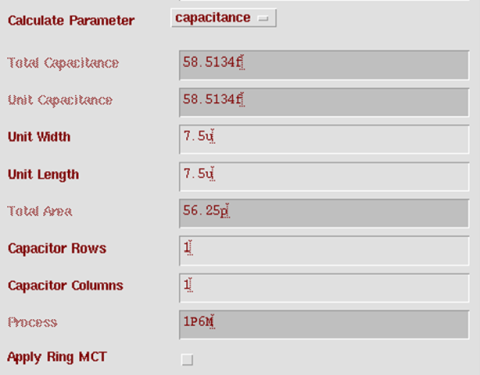 Calculate Parameter capacitance
Total Capacitance 58.5134f
Unit Capacitance 58.5134f
Unit Width 7.5u
Unit Length 7.5u
Total Area 56.25p
Capacitor Rows 1
Capacitor Columns 1
Process 1P6M
Apply Ring MCT